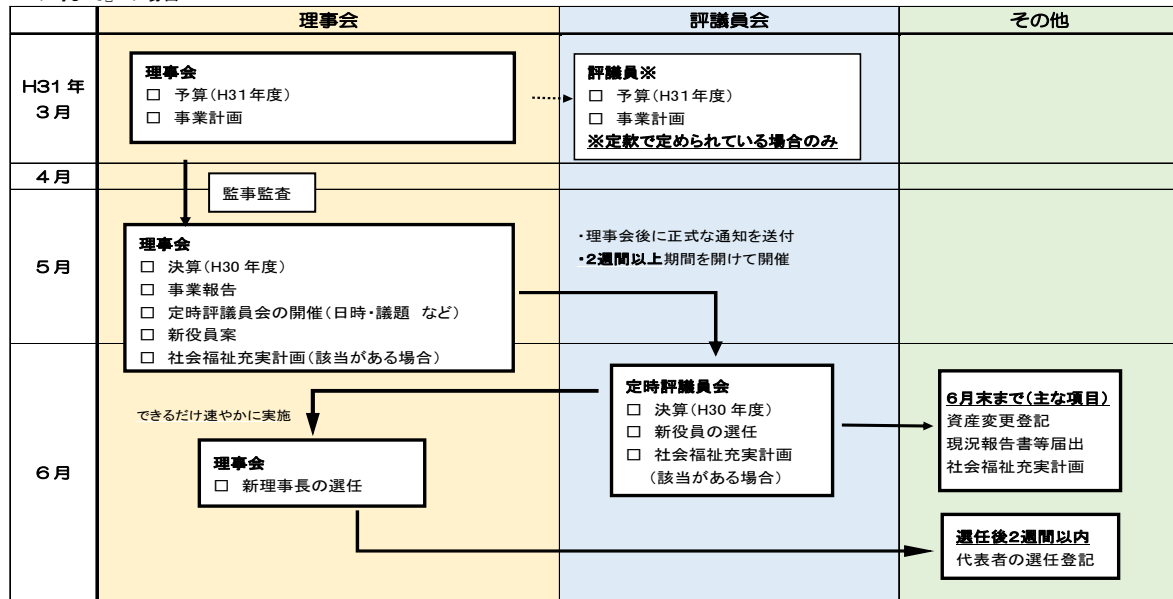 理事会
評議員会
その他
H31年
3月
理事会
□ 予算(H31年度)
□ 事業計画
評議員※
□ 予算(H31年度)
□ 事業計画
※定款で定められている場合のみ
4月
監事監査
5月
理事会
□ 決算(H30年度)
□ 事業報告
□ 定時評議員会の開催(日時・議題 など)
□ 新役員案
□ 社会福祉充実計画(該当がある場合)
・理事会後に正式な通知を送付
・2週間以上期間を開けて開催
6月
できるだけ速やかに実施
理事会
□ 新理事長の選任
定時評議員会
□ 決算(H30年度)
□ 新役員の選任
□ 社会福祉充実計画
(該当がある場合)
6月末まで(主な項目)
資産変更登記
現況報告書等届出
社会福祉充実計画
選任後2週間以内
代表者の選任登記